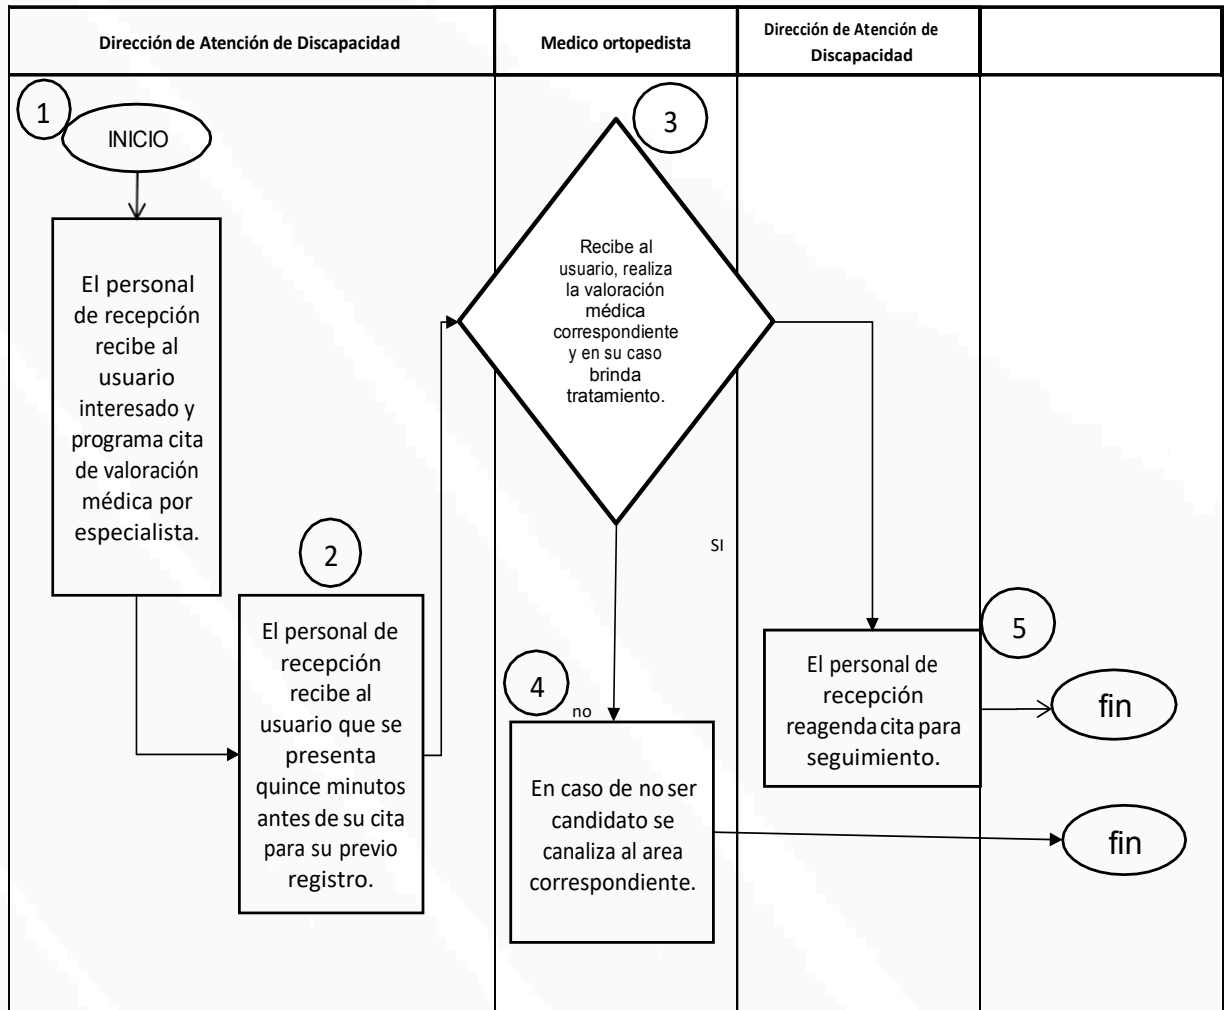 Dirección de Atención de Discapacidad
Medico ortopedista
Dirección de Atención de
Discapacidad
1
INICIO
El personal
de recepción
recibe al
usuario
interesado y
programa cita
de valoración
médica por
especialista.
2
El personal de
recepción
recibe al
usuario que se
presenta
quince minutos
antes de su cita
para su previo
registro.
3
Recibe al
usuario, realiza
la valoración
médica
correspondiente
y en su caso
brinda
tratamiento.
SI
no
4
En caso de no ser
candidato se
canaliza al area
correspondiente.
5
El personal de
recepción
reagenda cita para
seguimiento.
fin
fin